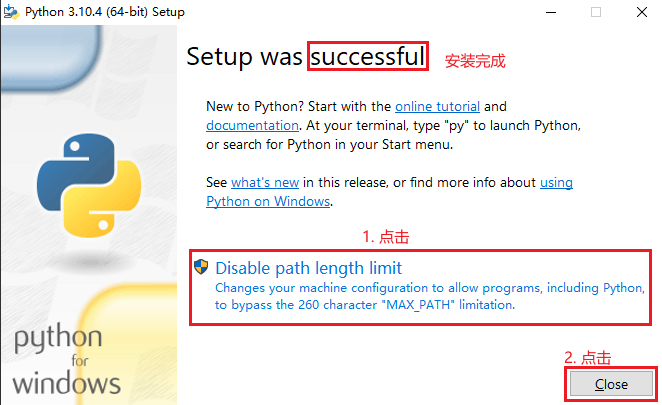 Python 3.10.4 (64-bit) Setup
Setup was successful 安装完成
New to Python? Start with the online tutorial and
documentation. At your terminal, type "py" to launch Python,
or search for Python in your Start menu.
See what's new in this release, or find more info about using
Python on Windows.
1. 点击
Disable path length limit
Changes your machine configuration to allow programs, including Python,
to bypass the 260 character "MAX_PATH" limitation.
python
for
windows
2. 点击
Close